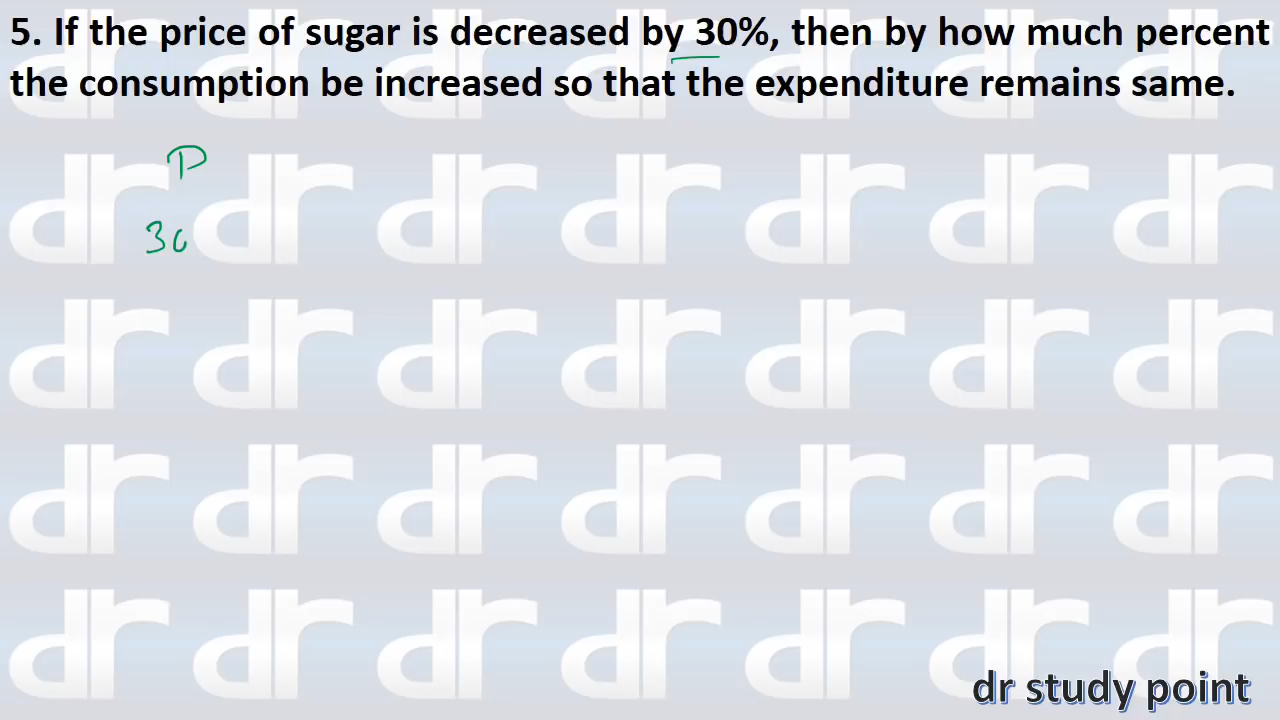 5. If the price of sugar is decreased by 30%, then by how much percent
the consumption be increased so that the expenditure remains same.
P
30
dr study point